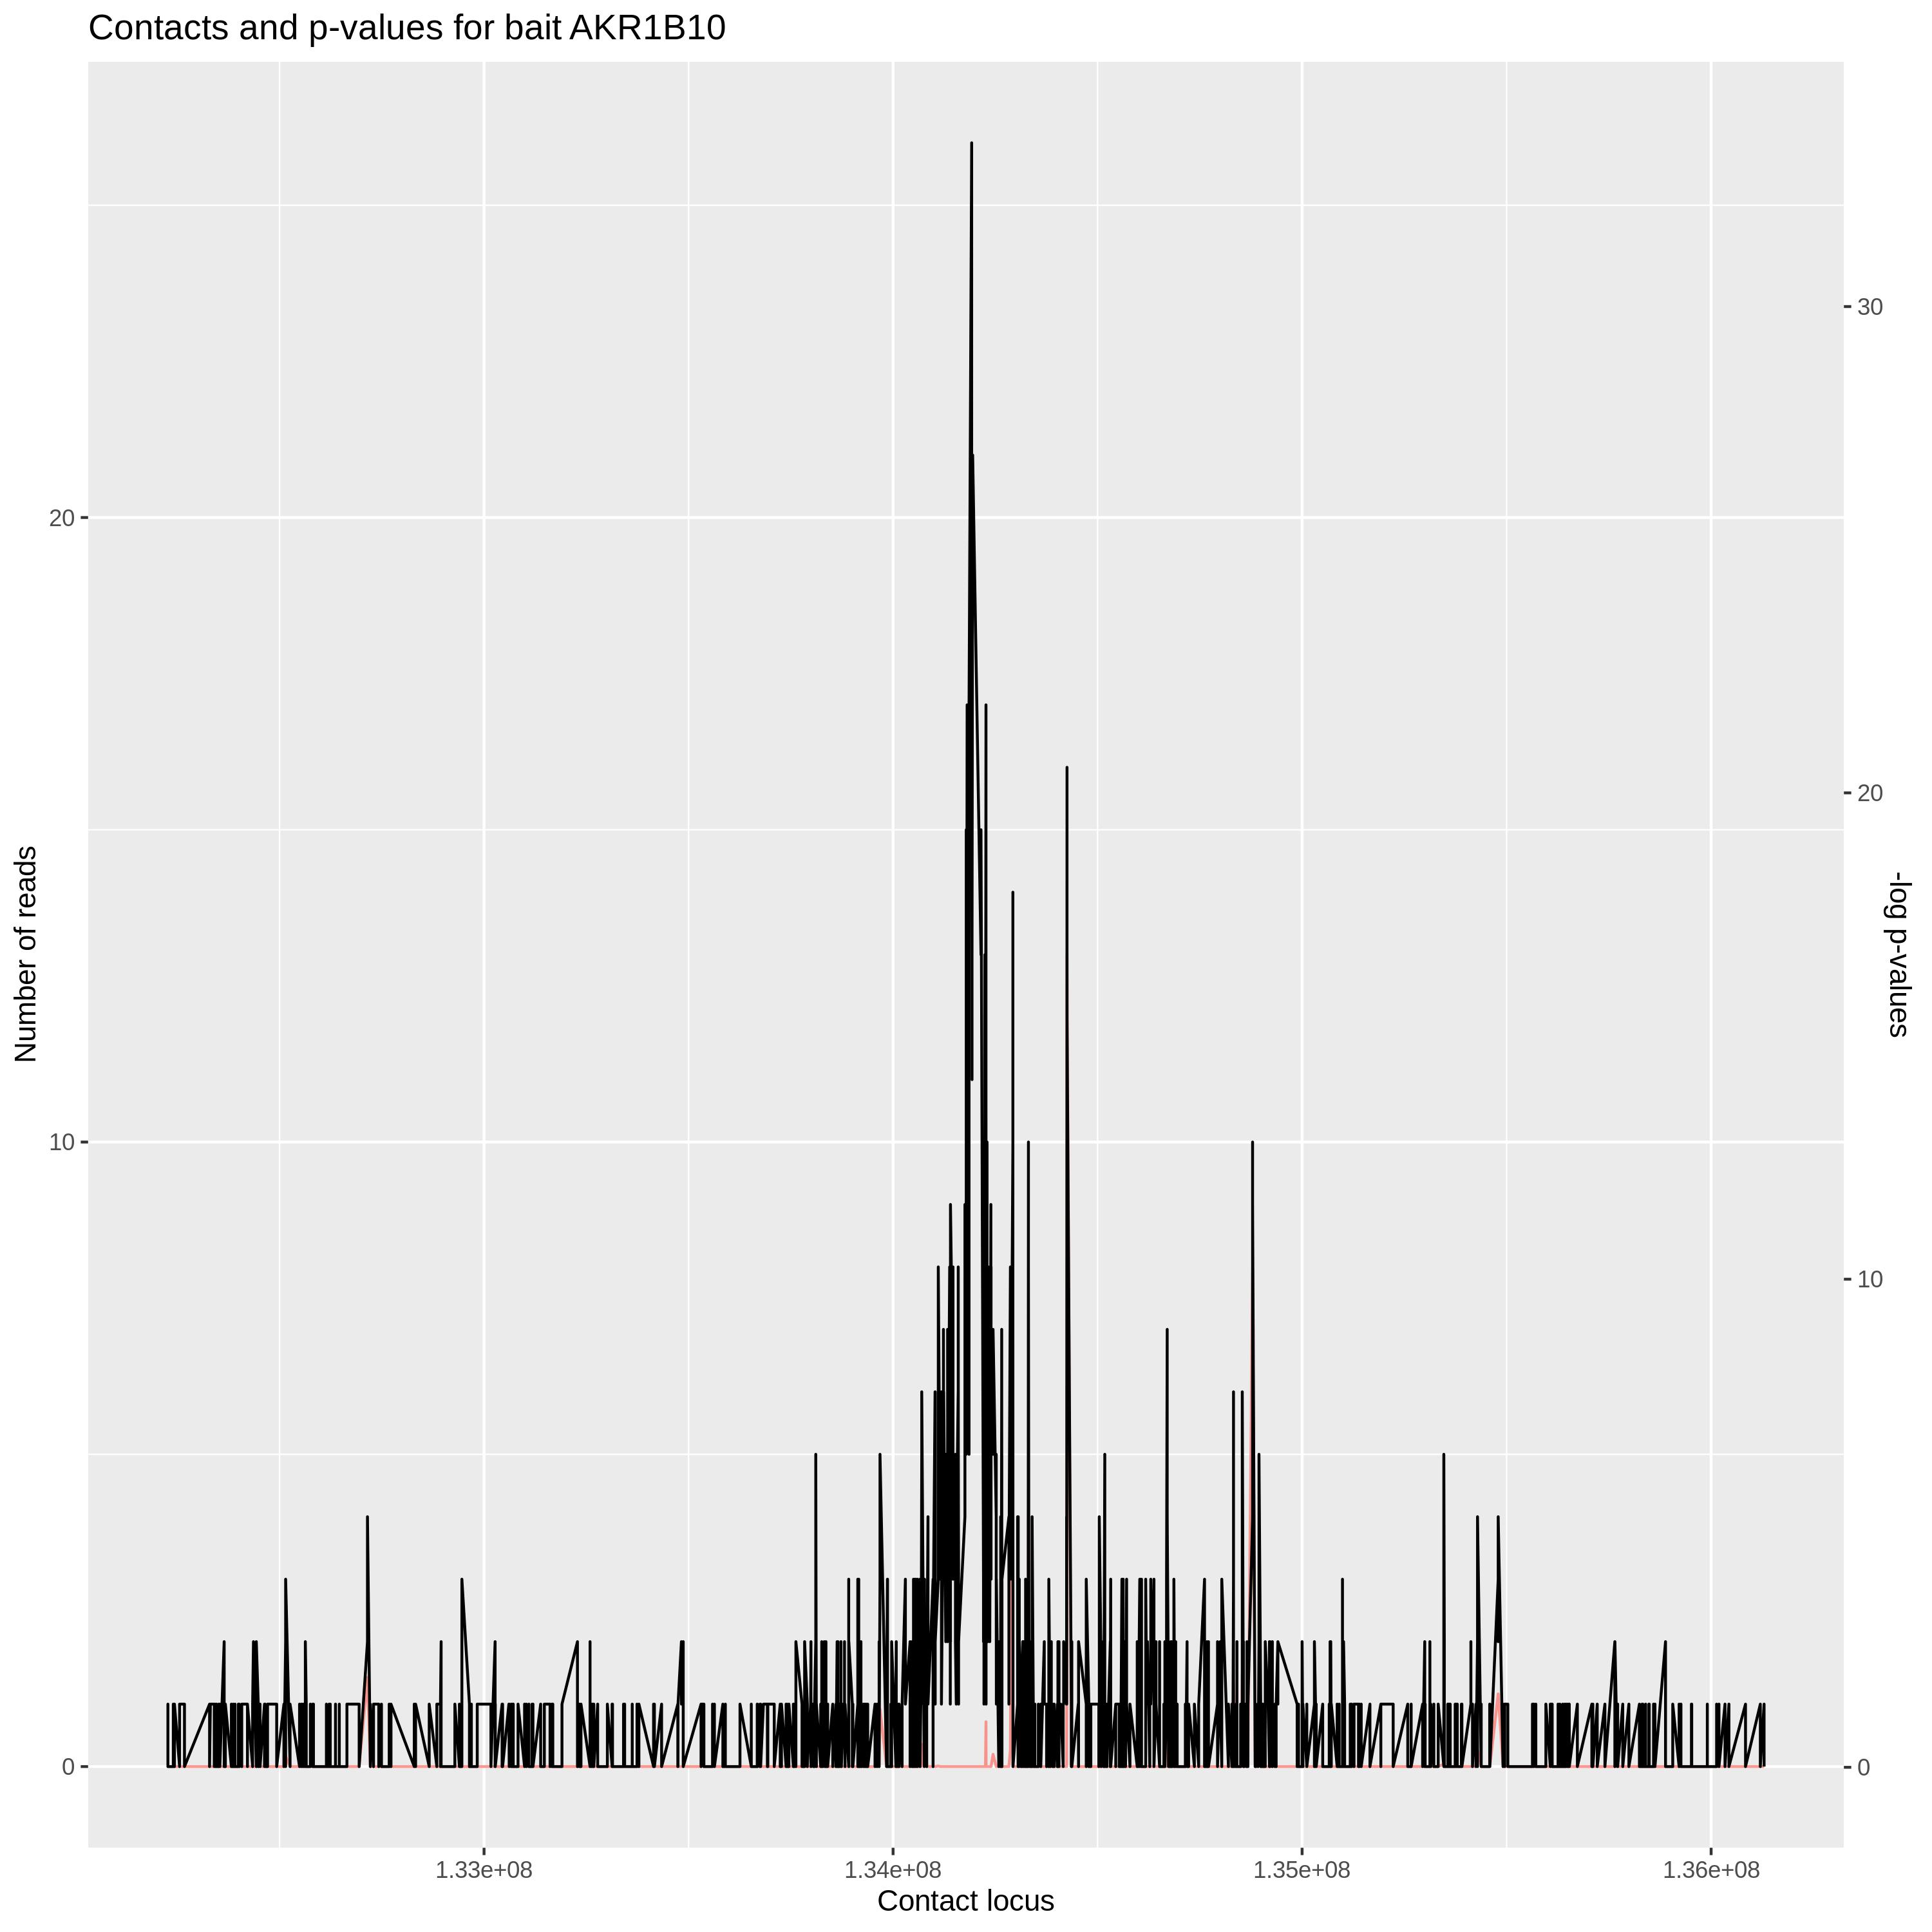 Contacts and p-values for bait AKR1B10
Number of reads
20
10
0
30
20
10
0
-log p-values
1.33e+08 1.34e+08 1.35e+08 1.36e+08
Contact locus